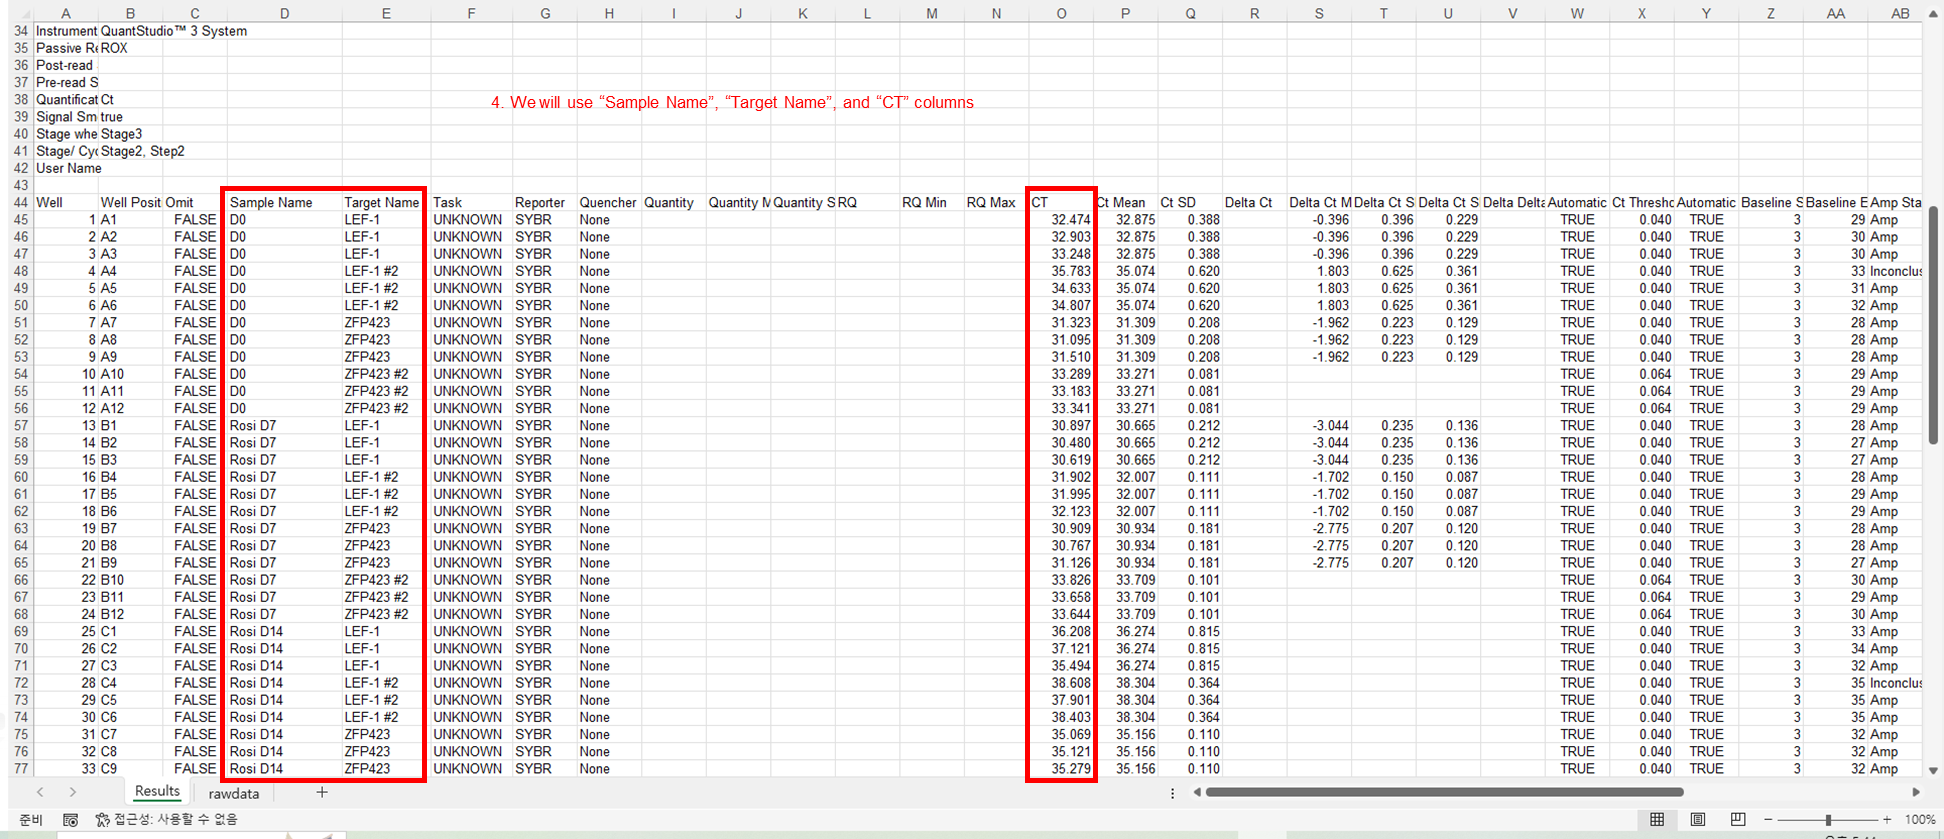 A B C D E F G H I J K L M N O P Q R S T U V W X Y Z AA AB
34 Instrument QuantStudio™ 3 System
35 Passive Re ROX
36 Post-read
37 Pre-read S
38 Quantificat Ct
4. We will use “Sample Name”, “Target Name”, and “CT” columns
39 Signal Sm true
40 Stage whe Stage3
41 Stage/ Cyc Stage2, Step2
42 User Name
43
44 Well Well Posit Omit Sample Name Target Name Task Reporter Quencher Quantity Quantity M Quantity S RQ RQ Min RQ Max CT Ct Mean Ct SD Delta Ct Delta Ct M Delta Ct S Delta Ct S Delta Delta Automatic Ct Thresho Automatic Baseline S Baseline E Amp Sta
45 1 A1 FALSE D0 LEF-1 UNKNOWN SYBR None 32.474 32.875 0.388 -0.396 0.396 0.229 TRUE 0.040 TRUE 3 29 Amp
46 2 A2 FALSE D0 LEF-1 UNKNOWN SYBR None 32.903 32.875 0.388 -0.396 0.396 0.229 TRUE 0.040 TRUE 3 30 Amp
47 3 A3 FALSE D0 LEF-1 UNKNOWN SYBR None 33.248 32.875 0.388 -0.396 0.396 0.229 TRUE 0.040 TRUE 3 30 Amp
48 4 A4 FALSE D0 LEF-1 #2 UNKNOWN SYBR None 35.783 35.074 0.620 1.803 0.625 0.361 TRUE 0.040 TRUE 3 33 Inconclus
49 5 A5 FALSE D0 LEF-1 #2 UNKNOWN SYBR None 34.633 35.074 0.620 1.803 0.625 0.361 TRUE 0.040 TRUE 3 31 Amp
50 6 A6 FALSE D0 LEF-1 #2 UNKNOWN SYBR None 34.807 35.074 0.620 1.803 0.625 0.361 TRUE 0.040 TRUE 3 32 Amp
51 7 A7 FALSE D0 ZFP423 UNKNOWN SYBR None 31.323 31.309 0.208 -1.962 0.223 0.129 TRUE 0.040 TRUE 3 28 Amp
52 8 A8 FALSE D0 ZFP423 UNKNOWN SYBR None 31.095 31.309 0.208 -1.962 0.223 0.129 TRUE 0.040 TRUE 3 28 Amp
53 9 A9 FALSE D0 ZFP423 UNKNOWN SYBR None 31.510 31.309 0.208 -1.962 0.223 0.129 TRUE 0.040 TRUE 3 28 Amp
54 10 A10 FALSE D0 ZFP423 #2 UNKNOWN SYBR None 33.289 33.271 0.081 TRUE 0.064 TRUE 3 29 Amp
55 11 A11 FALSE D0 ZFP423 #2 UNKNOWN SYBR None 33.183 33.271 0.081 TRUE 0.064 TRUE 3 29 Amp
56 12 A12 FALSE D0 ZFP423 #2 UNKNOWN SYBR None 33.341 33.271 0.081 TRUE 0.064 TRUE 3 29 Amp
57 13 B1 FALSE Rosi D7 LEF-1 UNKNOWN SYBR None 30.897 30.665 0.212 -3.044 0.235 0.136 TRUE 0.040 TRUE 3 28 Amp
58 14 B2 FALSE Rosi D7 LEF-1 UNKNOWN SYBR None 30.480 30.665 0.212 -3.044 0.235 0.136 TRUE 0.040 TRUE 3 27 Amp
59 15 B3 FALSE Rosi D7 LEF-1 UNKNOWN SYBR None 30.619 30.665 0.212 -3.044 0.235 0.136 TRUE 0.040 TRUE 3 27 Amp
60 16 B4 FALSE Rosi D7 LEF-1 #2 UNKNOWN SYBR None 31.902 32.007 0.111 -1.702 0.150 0.087 TRUE 0.040 TRUE 3 28 Amp
61 17 B5 FALSE Rosi D7 LEF-1 #2 UNKNOWN SYBR None 31.995 32.007 0.111 -1.702 0.150 0.087 TRUE 0.040 TRUE 3 29 Amp
62 18 B6 FALSE Rosi D7 LEF-1 #2 UNKNOWN SYBR None 32.123 32.007 0.111 -1.702 0.150 0.087 TRUE 0.040 TRUE 3 29 Amp
63 19 B7 FALSE Rosi D7 ZFP423 UNKNOWN SYBR None 30.909 30.934 0.181 -2.775 0.207 0.120 TRUE 0.040 TRUE 3 28 Amp
64 20 B8 FALSE Rosi D7 ZFP423 UNKNOWN SYBR None 30.767 30.934 0.181 -2.775 0.207 0.120 TRUE 0.040 TRUE 3 28 Amp
65 21 B9 FALSE Rosi D7 ZFP423 UNKNOWN SYBR None 31.126 30.934 0.181 -2.775 0.207 0.120 TRUE 0.040 TRUE 3 27 Amp
66 22 B10 FALSE Rosi D7 ZFP423 #2 UNKNOWN SYBR None 33.826 33.709 0.101 TRUE 0.064 TRUE 3 30 Amp
67 23 B11 FALSE Rosi D7 ZFP423 #2 UNKNOWN SYBR None 33.658 33.709 0.101 TRUE 0.064 TRUE 3 29 Amp
68 24 B12 FALSE Rosi D7 ZFP423 #2 UNKNOWN SYBR None 33.644 33.709 0.101 TRUE 0.064 TRUE 3 30 Amp
69 25 C1 FALSE Rosi D14 LEF-1 UNKNOWN SYBR None 36.208 36.274 0.815 TRUE 0.040 TRUE 3 33 Amp
70 26 C2 FALSE Rosi D14 LEF-1 UNKNOWN SYBR None 37.121 36.274 0.815 TRUE 0.040 TRUE 3 34 Amp
71 27 C3 FALSE Rosi D14 LEF-1 UNKNOWN SYBR None 35.494 36.274 0.815 TRUE 0.040 TRUE 3 32 Amp
72 28 C4 FALSE Rosi D14 LEF-1 #2 UNKNOWN SYBR None 38.608 38.304 0.364 TRUE 0.040 TRUE 3 35 Inconclus
73 29 C5 FALSE Rosi D14 LEF-1 #2 UNKNOWN SYBR None 37.901 38.304 0.364 TRUE 0.040 TRUE 3 35 Amp
74 30 C6 FALSE Rosi D14 LEF-1 #2 UNKNOWN SYBR None 38.403 38.304 0.364 TRUE 0.040 TRUE 3 35 Amp
75 31 C7 FALSE Rosi D14 ZFP423 UNKNOWN SYBR None 35.069 35.156 0.110 TRUE 0.040 TRUE 3 32 Amp
76 32 C8 FALSE Rosi D14 ZFP423 UNKNOWN SYBR None 35.121 35.156 0.110 TRUE 0.040 TRUE 3 32 Amp
77 33 C9 FALSE Rosi D14 ZFP423 UNKNOWN SYBR None 35.279 35.156 0.110 TRUE 0.040 TRUE 3 32 Amp
Results rawdata +
준비 접근성: 사용할 수 없음 − + 100%